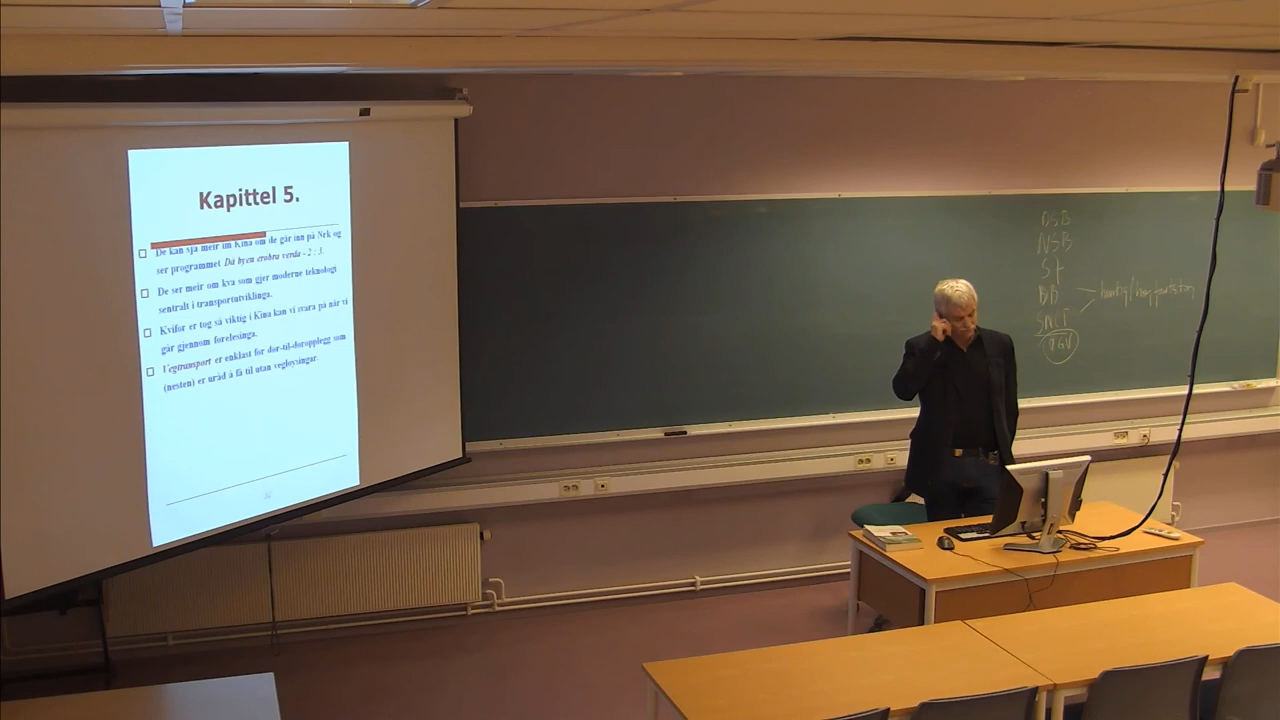 Kapittel 5.
De kan sjå meir im Kina om de går inn på Nrk og
ser programmet Då byen erobra verda - 2 : 3.
De ser meir om kva som gjer moderne teknologi
sentralt i transportutviklinga.
Kvifor er tog så viktig i Kina kan vi svara på når vi
går gjennom førelesinga.
Vegtransport er enklast for dør-til-døropplegg som
(nesten) er uråd å få til utan vegløysingar.
DSB
NSB
SJ
BB
SNCF
TGV